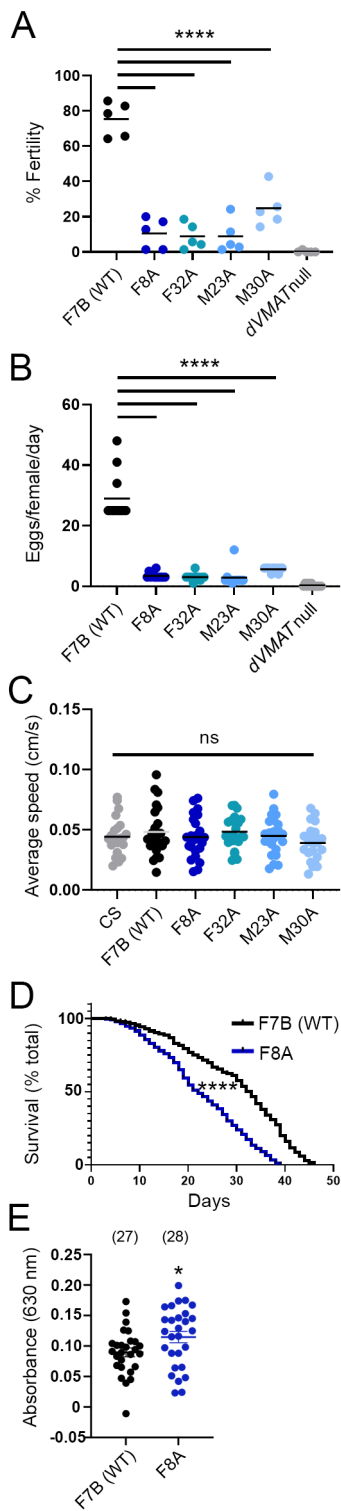 A
****
% Fertility
100
80
60
40
20
0
F7B (WT)
F8A
F32A
M23A
M30A
dVMATnull
B
****
Eggs/female/day
60
40
20
0
F7B (WT)
F8A
F32A
M23A
M30A
dVMATnull
C
ns
Average speed (cm/s)
0.15
0.10
0.05
0.00
CS
F7B (WT)
F8A
F32A
M23A
M30A
D
F7B (WT)
F8A
****
Survival (% total)
100
50
0
0 10 20 30 40 50
Days
E
(27) (28)
*
Absorbance (630 nm)
0.25
0.20
0.15
0.10
0.05
0
-0.05
F7B (WT)
F8A